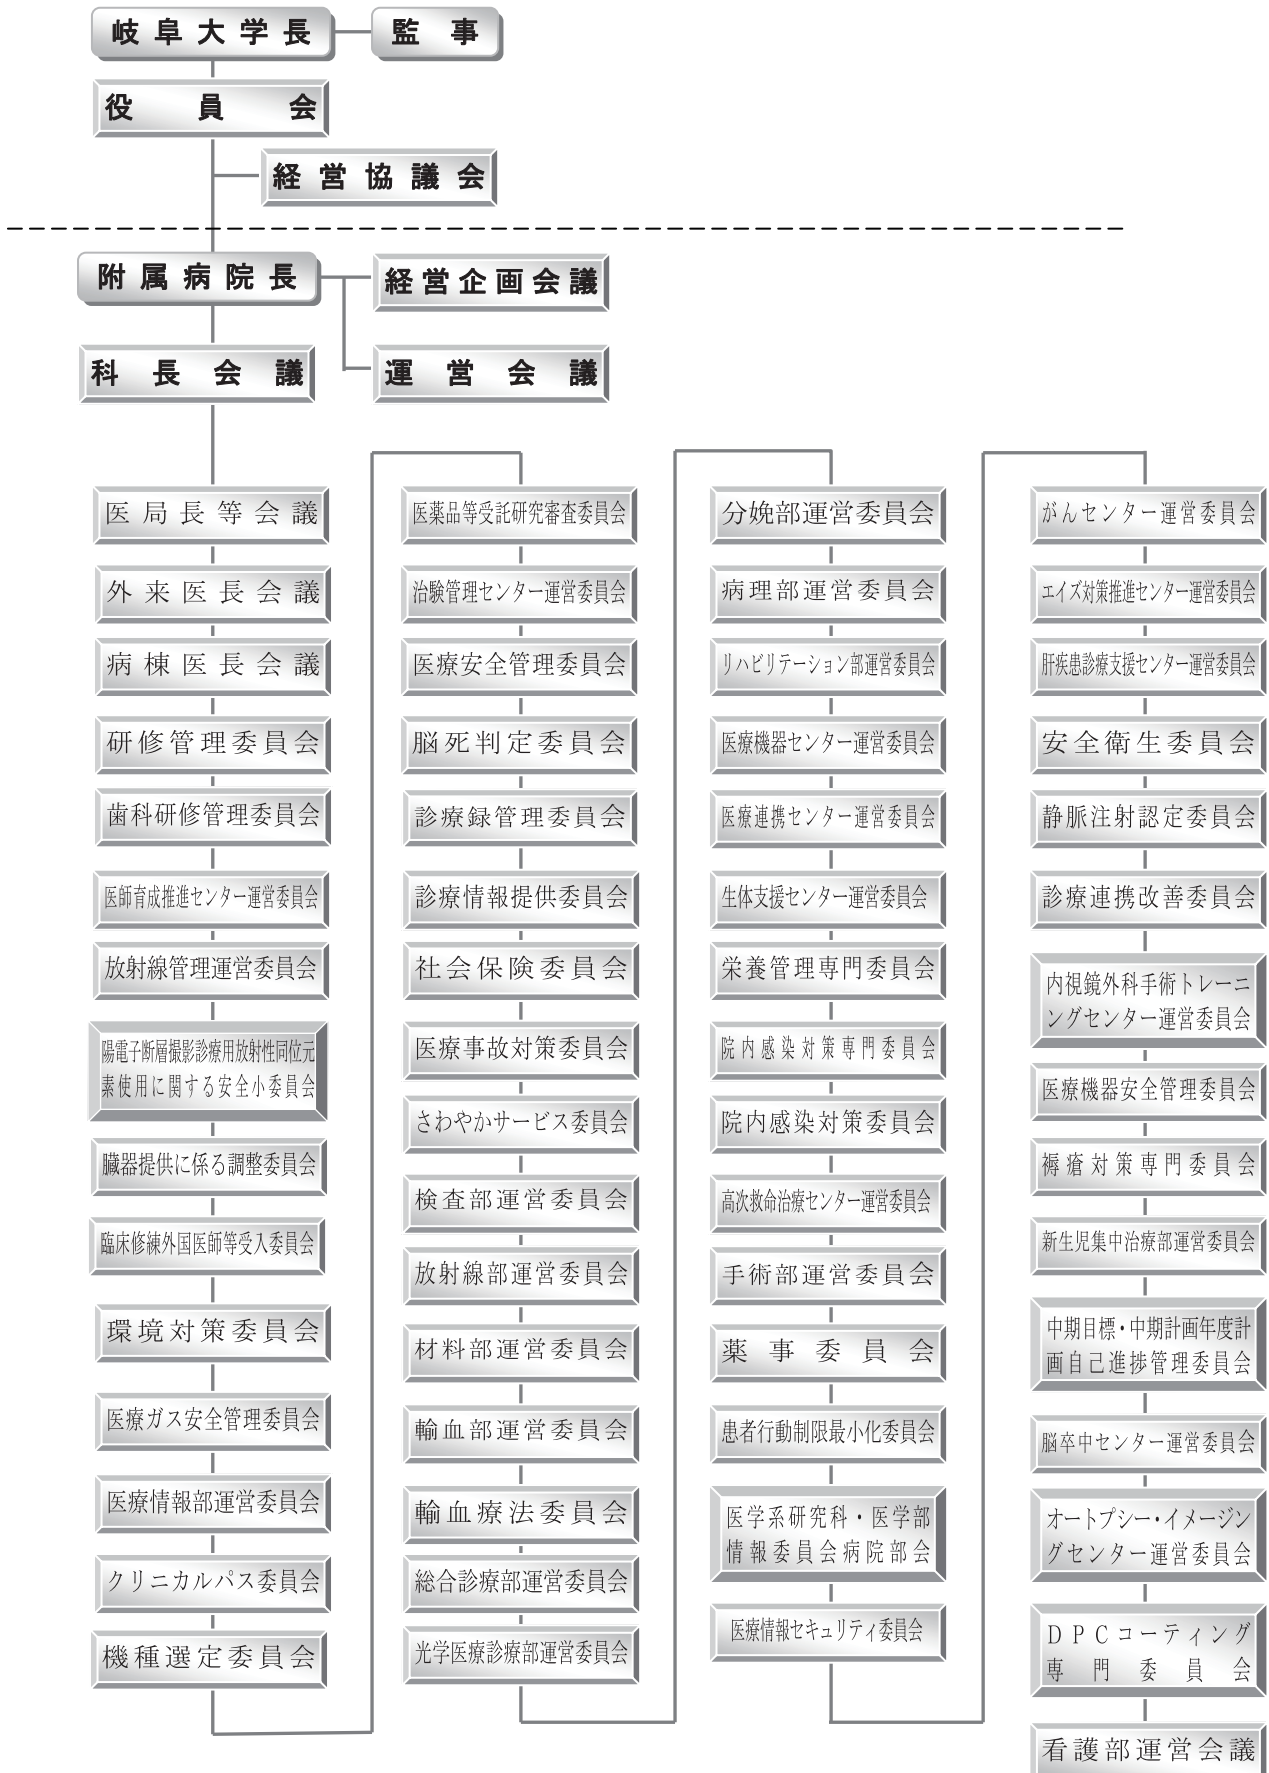 岐阜大学長
監事
役員会
経営協議会
附属病院長
経営企画会議
科長会議
運営会議
医局長等会議
外来医長会議
病棟医長会議
研修管理委員会
歯科研修管理委員会
医師育成推進センター運営委員会
放射線管理運営委員会
陽電子断層撮影診療用放射性同位元
素使用に関する安全小委員会
臓器提供に係る調整委員会
臨床修練外国医師等受入委員会
環境対策委員会
医療ガス安全管理委員会
医療情報部運営委員会
クリニカルパス委員会
機種選定委員会
医薬品等受託研究審査委員会
治験管理センター運営委員会
医療安全管理委員会
脳死判定委員会
診療録管理委員会
診療情報提供委員会
社会保険委員会
医療事故対策委員会
さわやかサービス委員会
検査部運営委員会
放射線部運営委員会
材料部運営委員会
輸血部運営委員会
輸血療法委員会
総合診療部運営委員会
光学医療診療部運営委員会
分娩部運営委員会
病理部運営委員会
リハビリテーション部運営委員会
医療機器センター運営委員会
医療連携センター運営委員会
生体支援センター運営委員会
栄養管理専門委員会
院内感染対策専門委員会
院内感染対策委員会
高次救命治療センター運営委員会
手術部運営委員会
薬事委員会
患者行動制限最小化委員会
医学系研究科・医学部
情報委員会病院部会
医療情報セキュリティ委員会
がんセンター運営委員会
エイズ対策推進センター運営委員会
肝疾患診療支援センター運営委員会
安全衛生委員会
静脈注射認定委員会
診療連携改善委員会
内視鏡外科手術トレーニ
ングセンター運営委員会
医療機器安全管理委員会
褥瘡対策専門委員会
新生児集中治療部運営委員会
中期目標・中期計画年度計
画自己進捗管理委員会
脳卒中センター運営委員会
オートプシー・イメージン
グセンター運営委員会
ＤＰＣコーティング
専門委員会
看護部運営会議